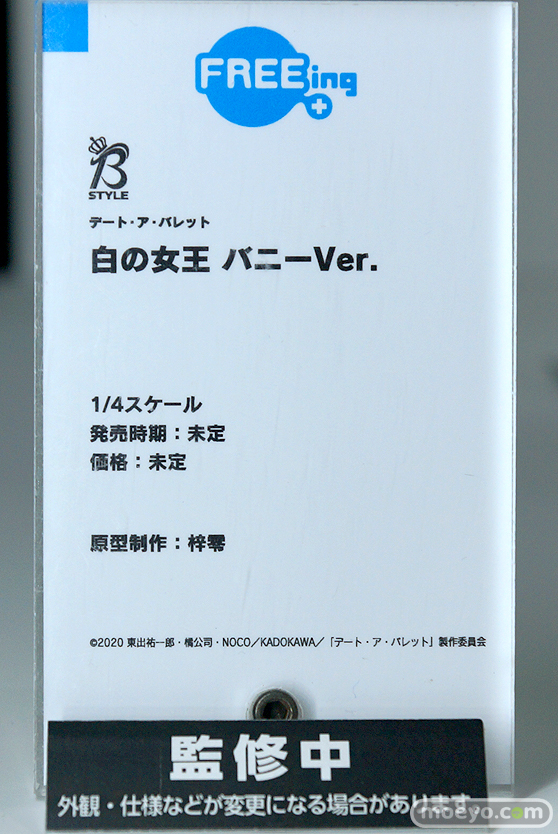 FREEing
B
STYLE
デート・ア・バレット
白の女王 バニーVer.
1/4スケール
発売時期：未定
価格：未定
原型制作：梓零
©2020 東出祐一郎・橘公司・NOCO／KADOKAWA／「デート・ア・バレット」製作委員会
監修中
外観・仕様などが変更になる場合があります。
moeyo.com